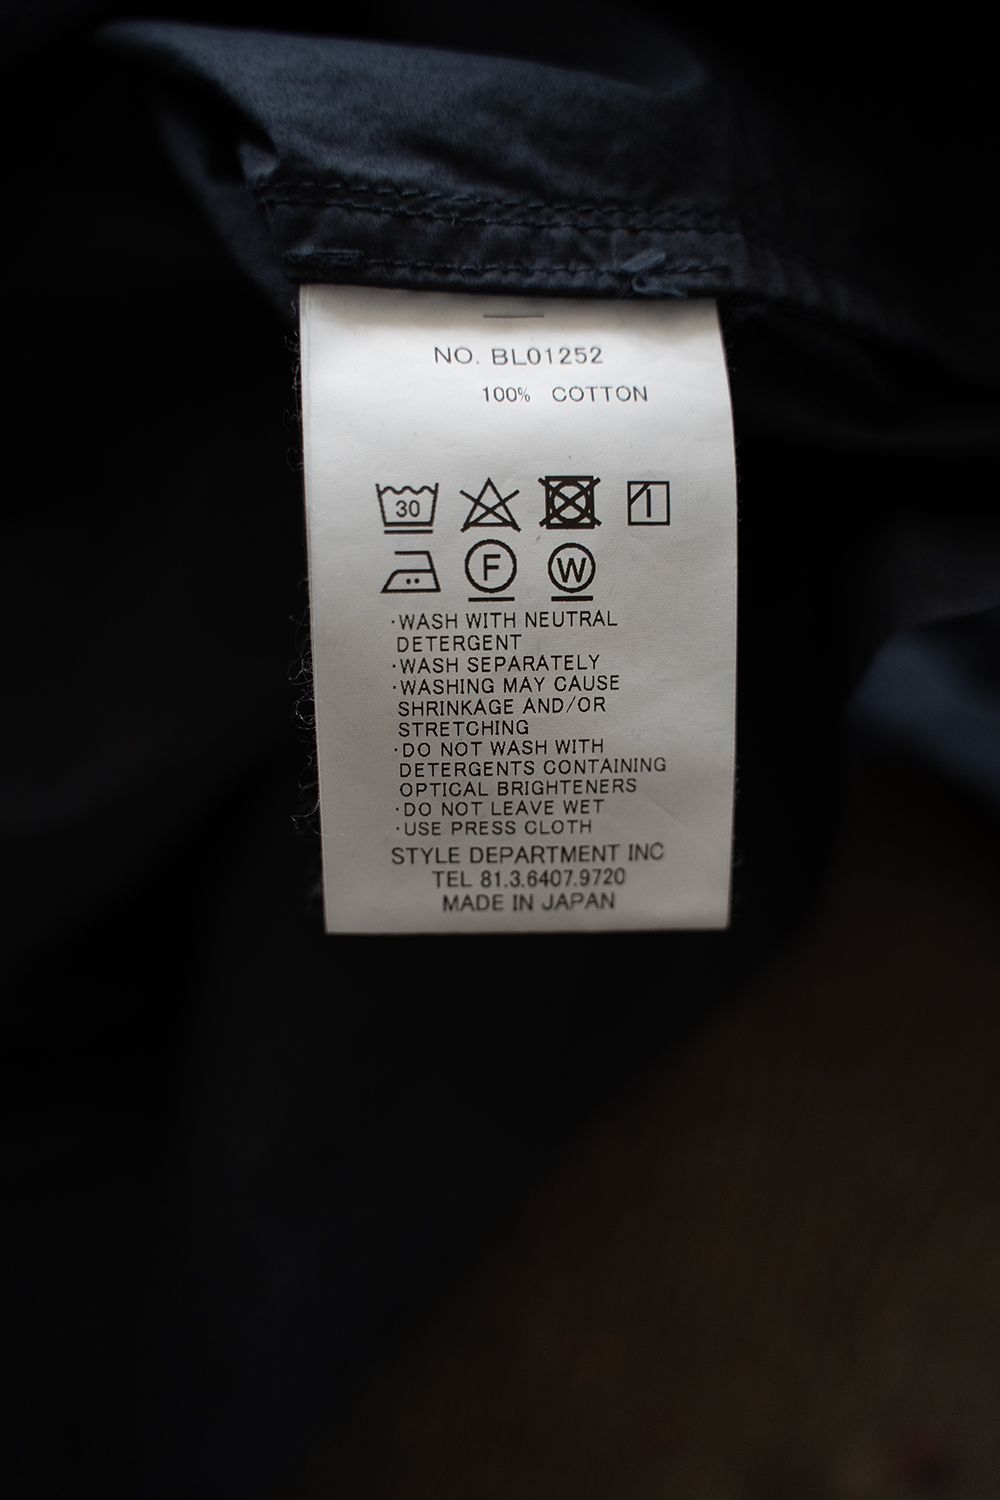 NO. BL01252
100% COTTON
30
F W
·WASH WITH NEUTRAL
DETERGENT
·WASH SEPARATELY
·WASHING MAY CAUSE
SHRINKAGE AND/OR
STRETCHING
·DO NOT WASH WITH
DETERGENTS CONTAINING
OPTICAL BRIGHTENERS
·DO NOT LEAVE WET
·USE PRESS CLOTH
STYLE DEPARTMENT INC
TEL 81.3.6407.9720
MADE IN JAPAN